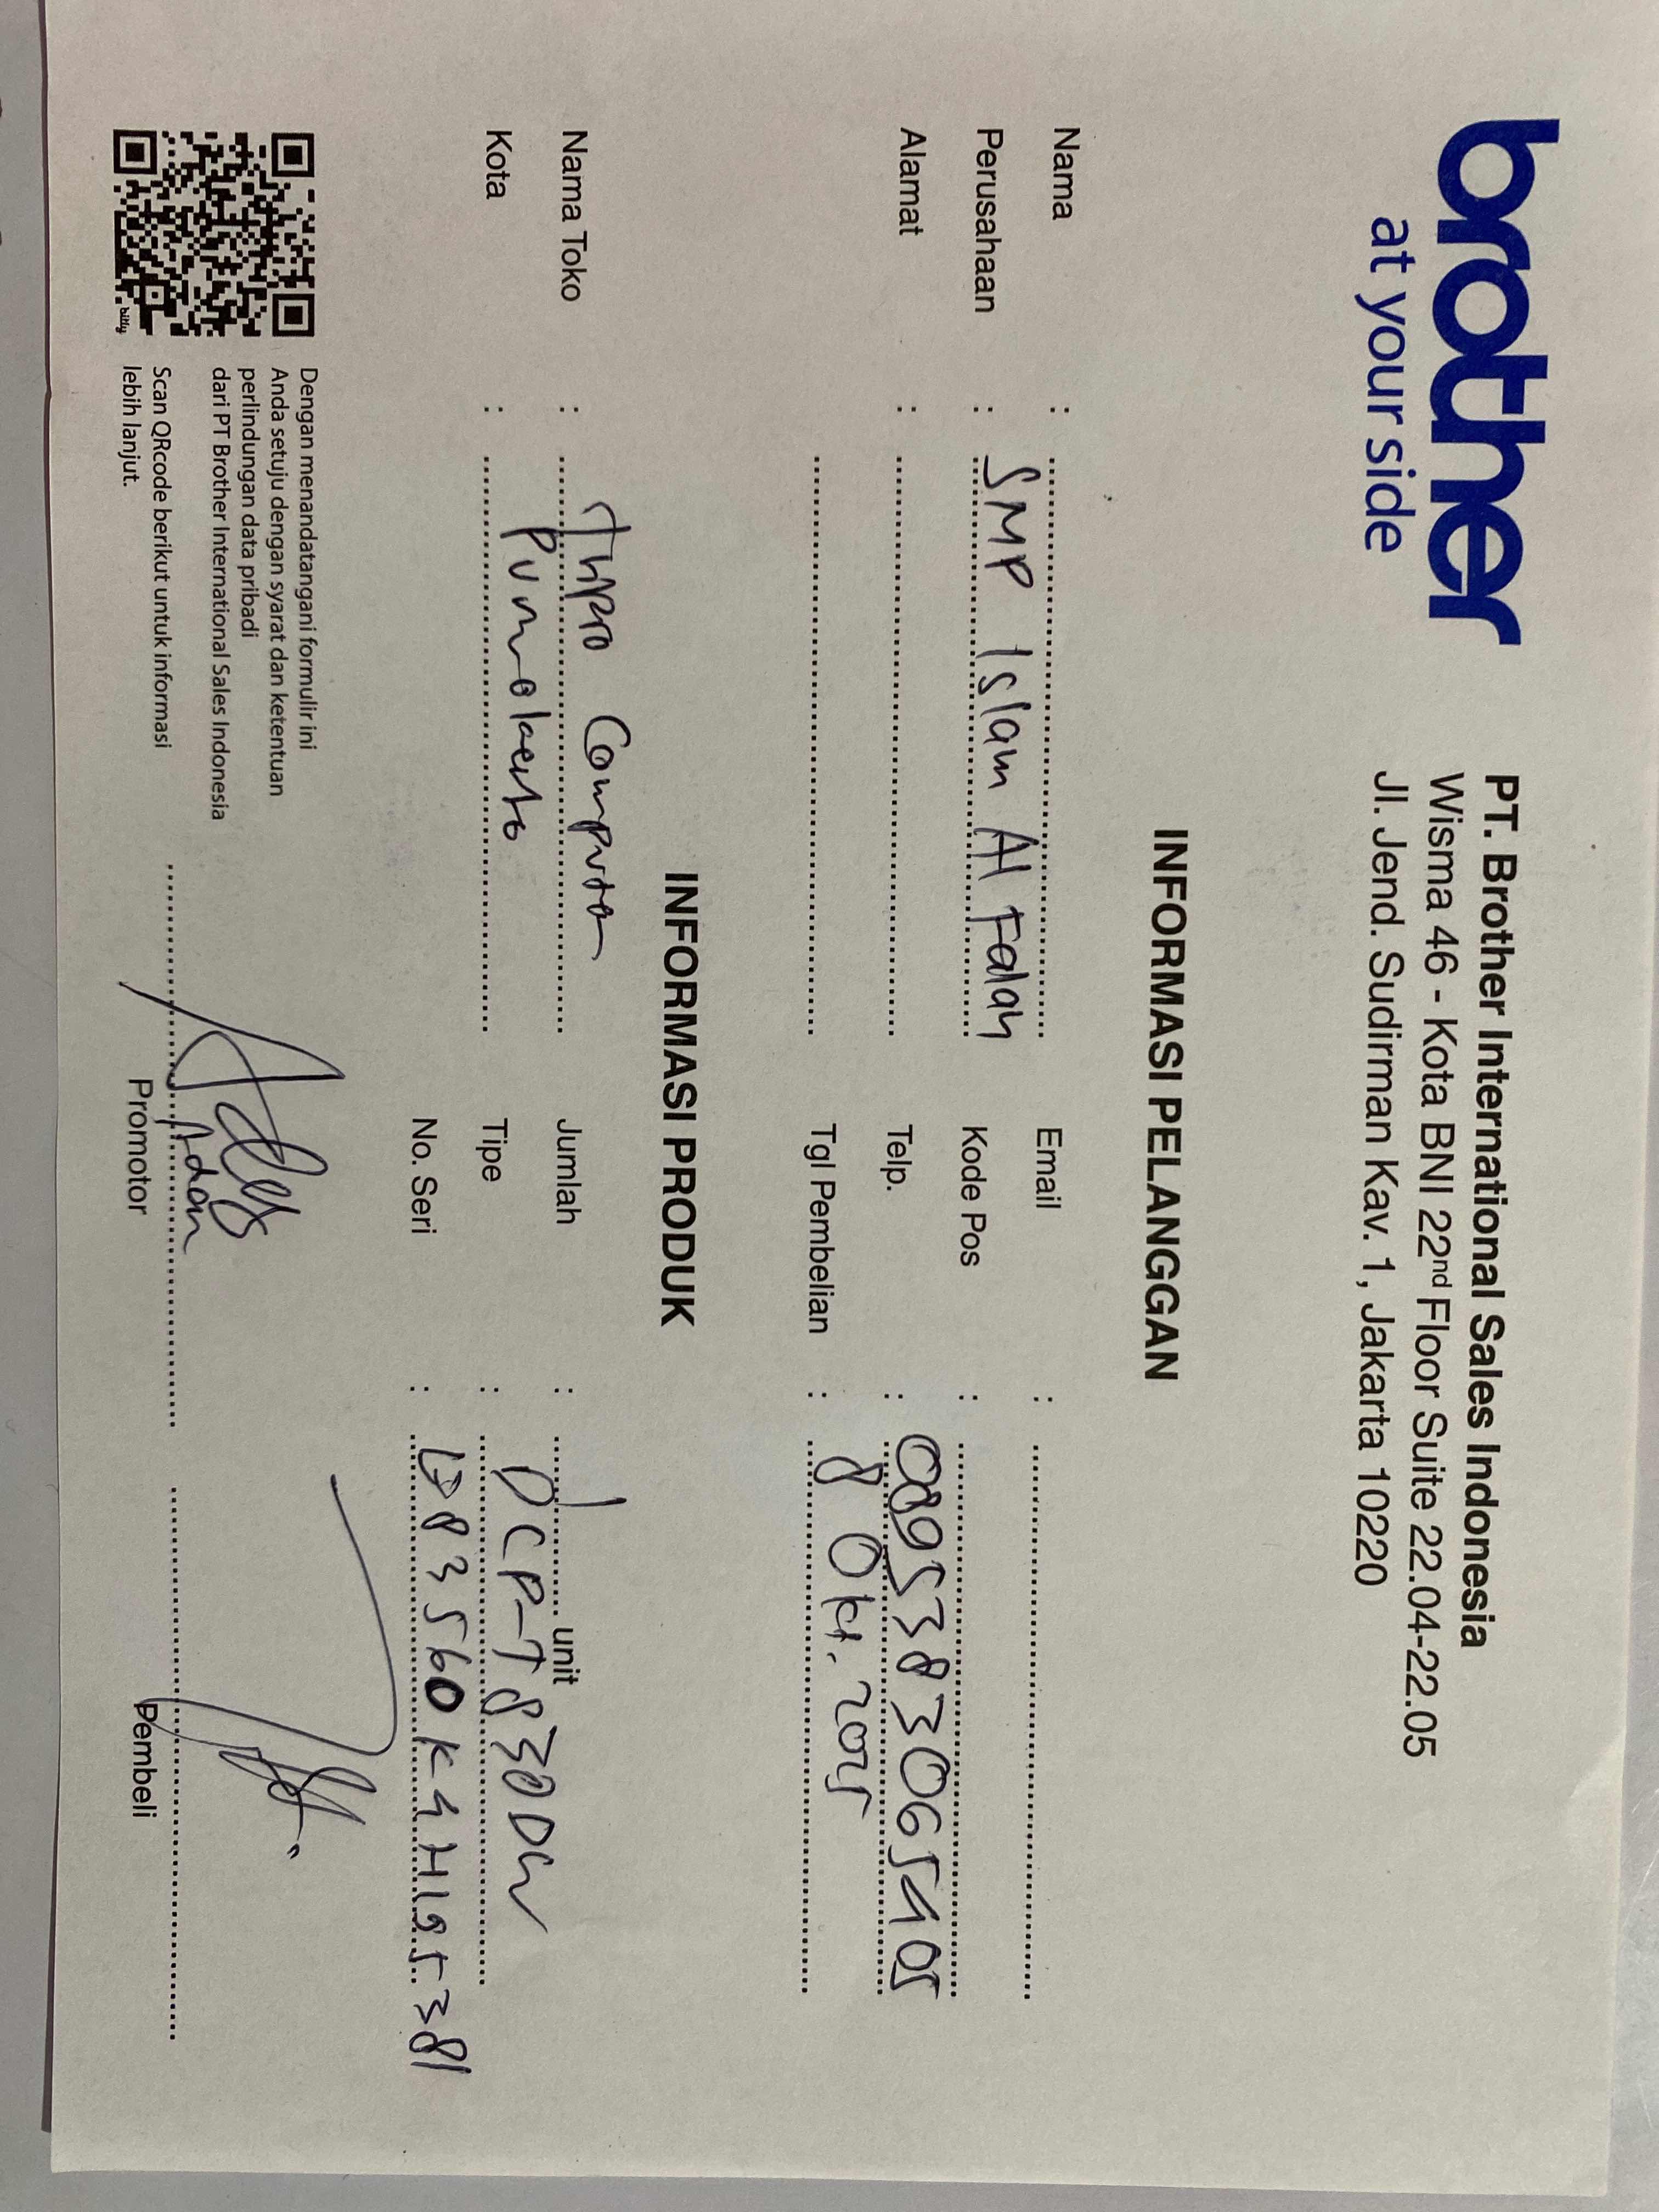 brother
at your side
PT. Brother International Sales Indonesia
Wisma 46 - Kota BNI 22nd Floor Suite 22.04-22.05
Jl. Jend. Sudirman Kav. 1, Jakarta 10220
INFORMASI PELANGGAN
Nama :
Email :
Perusahaan : SMP Islam Al Falah
Kode Pos :
Alamat :
Telp. : 0895383065405
Tgl Pembelian : 8 Okt. 2025
INFORMASI PRODUK
Nama Toko : Computer
Jumlah : 1 unit
Kota : Purwokerto
Tipe : DCP-T830DW
No. Seri :
Dengan menandatangani formulir ini
Anda setuju dengan syarat dan ketentuan
perlindungan data pribadi
dari PT Brother International Sales Indonesia
Scan QRcode berikut untuk informasi
lebih lanjut.
bitly
Adam
Promotor
Pembeli